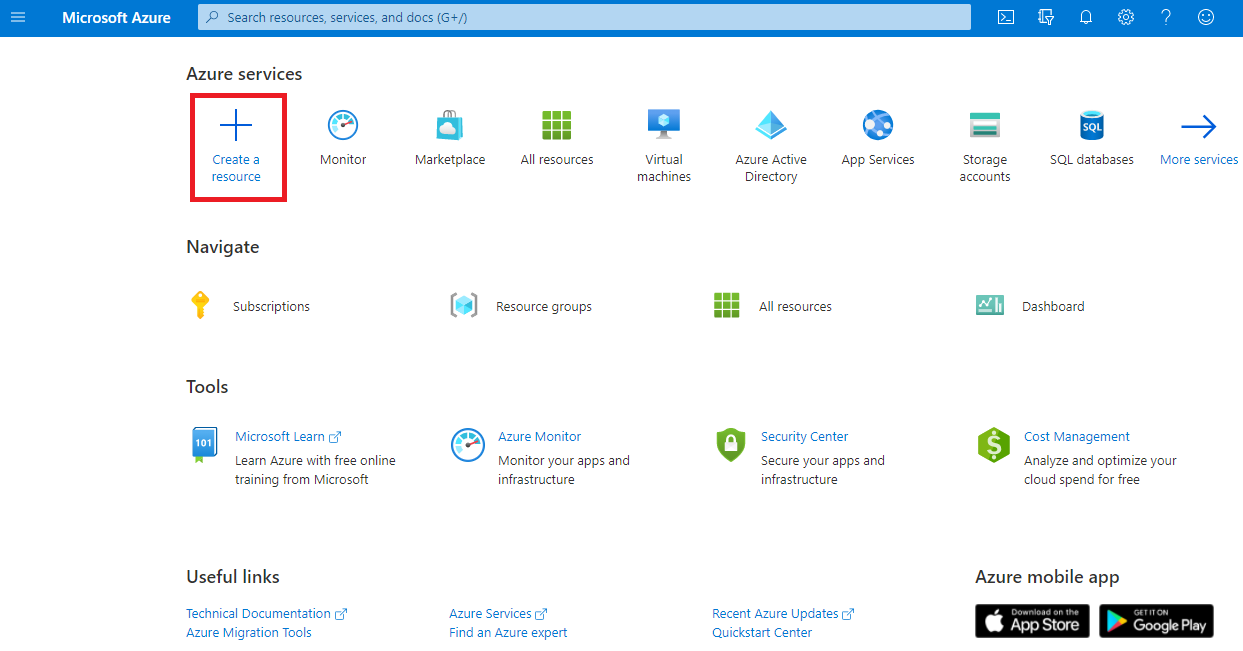 Microsoft Azure
Search resources, services, and docs (G+/)
Azure services
Create a
resource
Monitor
Marketplace
All resources
Virtual
machines
Azure Active
Directory
App Services
Storage
accounts
SQL
SQL databases
More services
Navigate
Subscriptions
Resource groups
All resources
Dashboard
Tools
101
Microsoft Learn
Learn Azure with free online
training from Microsoft
Azure Monitor
Monitor your apps and
infrastructure
Security Center
Secure your apps and
infrastructure
$
Cost Management
Analyze and optimize your
cloud spend for free
Useful links
Technical Documentation
Azure Migration Tools
Azure Services
Find an Azure expert
Recent Azure Updates
Quickstart Center
Azure mobile app
Download on the
App Store
GET IT ON
Google Play